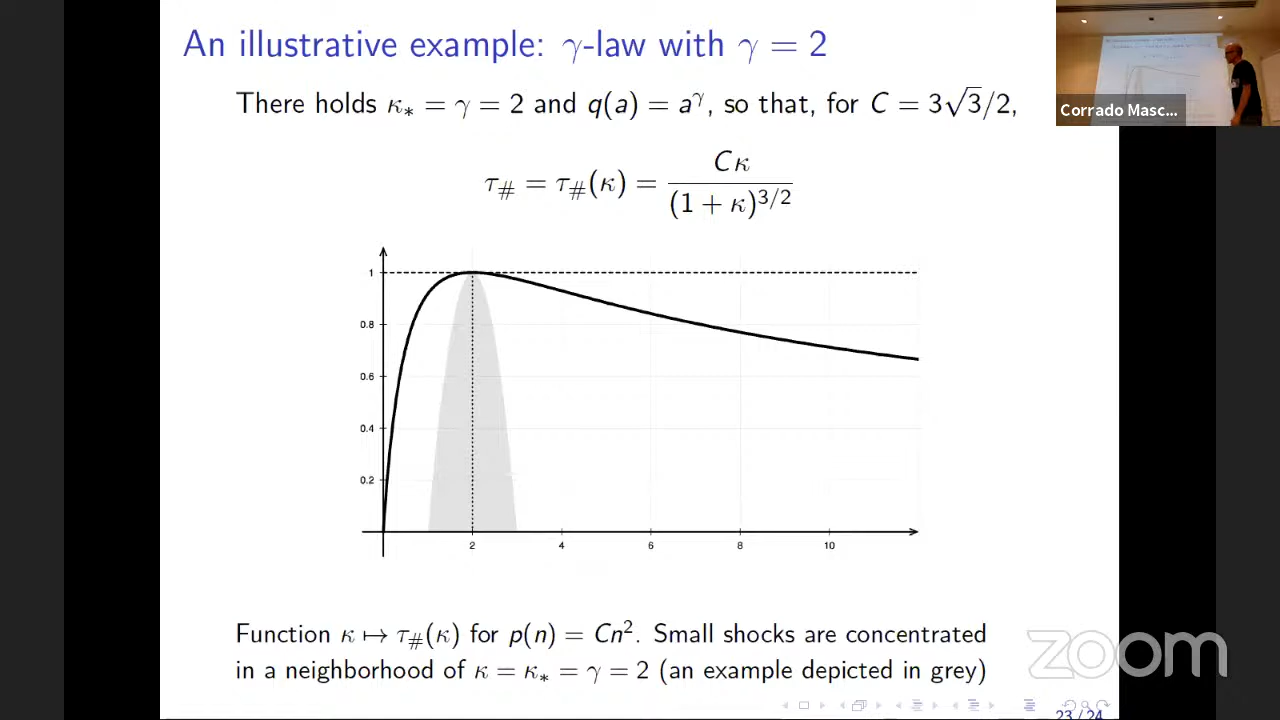 An illustrative example: γ-law with γ = 2
There holds κ∗ = γ = 2 and q(a) = a^γ, so that, for C = 3√3/2,
τ# = τ#(κ) = Cκ / (1 + κ)^3/2
Corrado Masc...
1
0.8
0.6
0.4
0.2
2 4 6 8 10
Function κ ↦ τ#(κ) for p(n) = Cn². Small shocks are concentrated
in a neighborhood of κ = κ∗ = γ = 2 (an example depicted in grey)
zoom
23 / 24